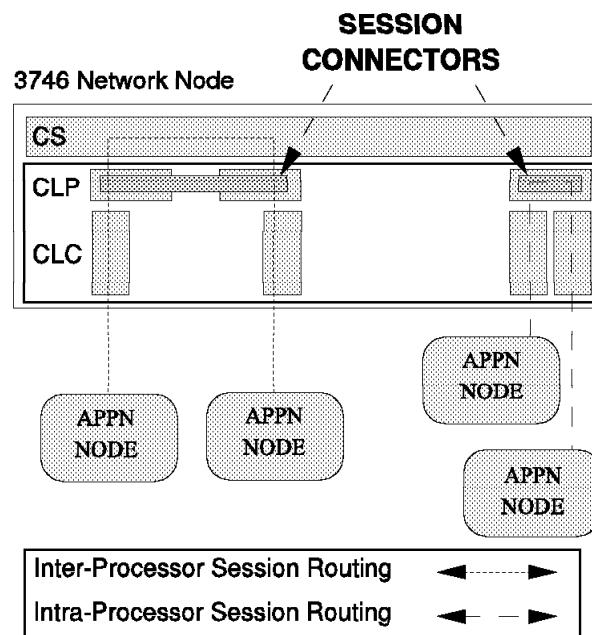 SESSION
CONNECTORS
3746 Network Node
CS
CLP
CLC
APPN
NODE
APPN
NODE
APPN
NODE
APPN
NODE
Inter-Processor Session Routing
Intra-Processor Session Routing